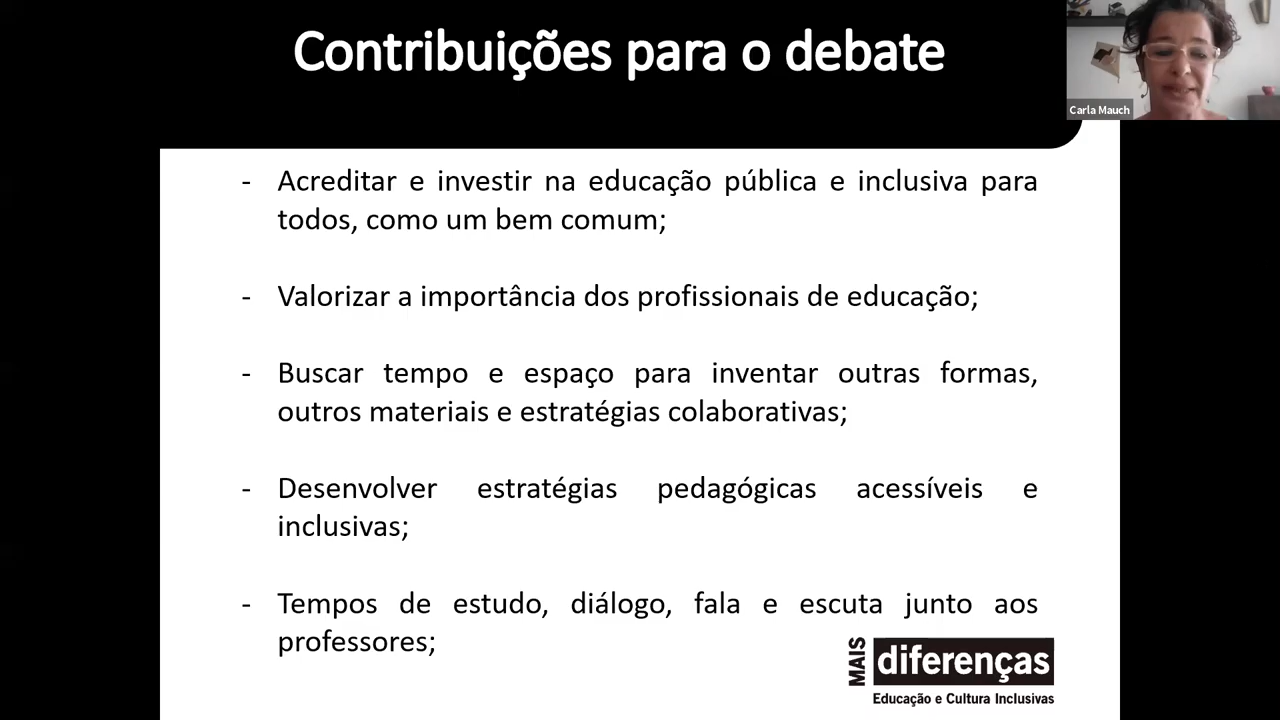 Contribuições para o debate
Carla Mauch
- Acreditar e investir na educação pública e inclusiva para
todos, como um bem comum;
- Valorizar a importância dos profissionais de educação;
- Buscar tempo e espaço para inventar outras formas,
outros materiais e estratégias colaborativas;
- Desenvolver estratégias pedagógicas acessíveis e
inclusivas;
- Tempos de estudo, diálogo, fala e escuta junto aos
professores;
MAIS
diferenças
Educação e Cultura Inclusivas